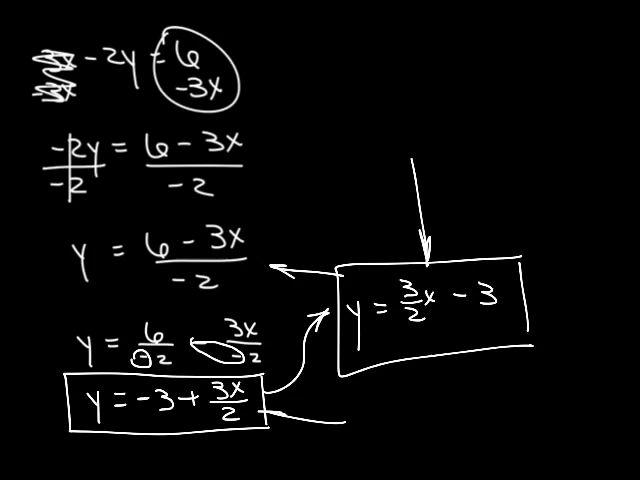 -2y = 6
-3x
-2y = 6 - 3x
-2 -2
y = 6 - 3x
-2
y = 6/-2 - 3x/-2
y = -3 + 3x/2
y = 3/2x - 3